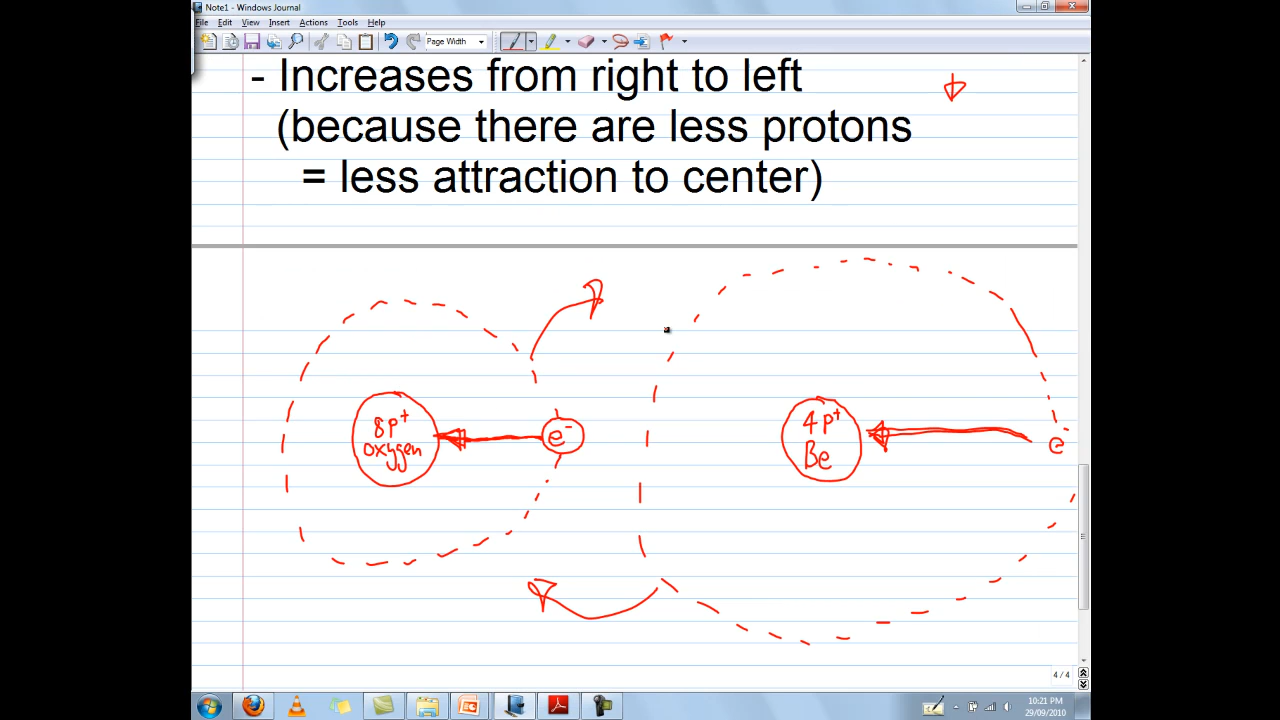 Note1 - Windows Journal
File Edit View Insert Actions Tools Help
Page Width
- Increases from right to left
(because there are less protons
= less attraction to center)
8p+
oxygen
e-
4p+
Be
e-
4 / 4
10:21 PM
29/09/2010